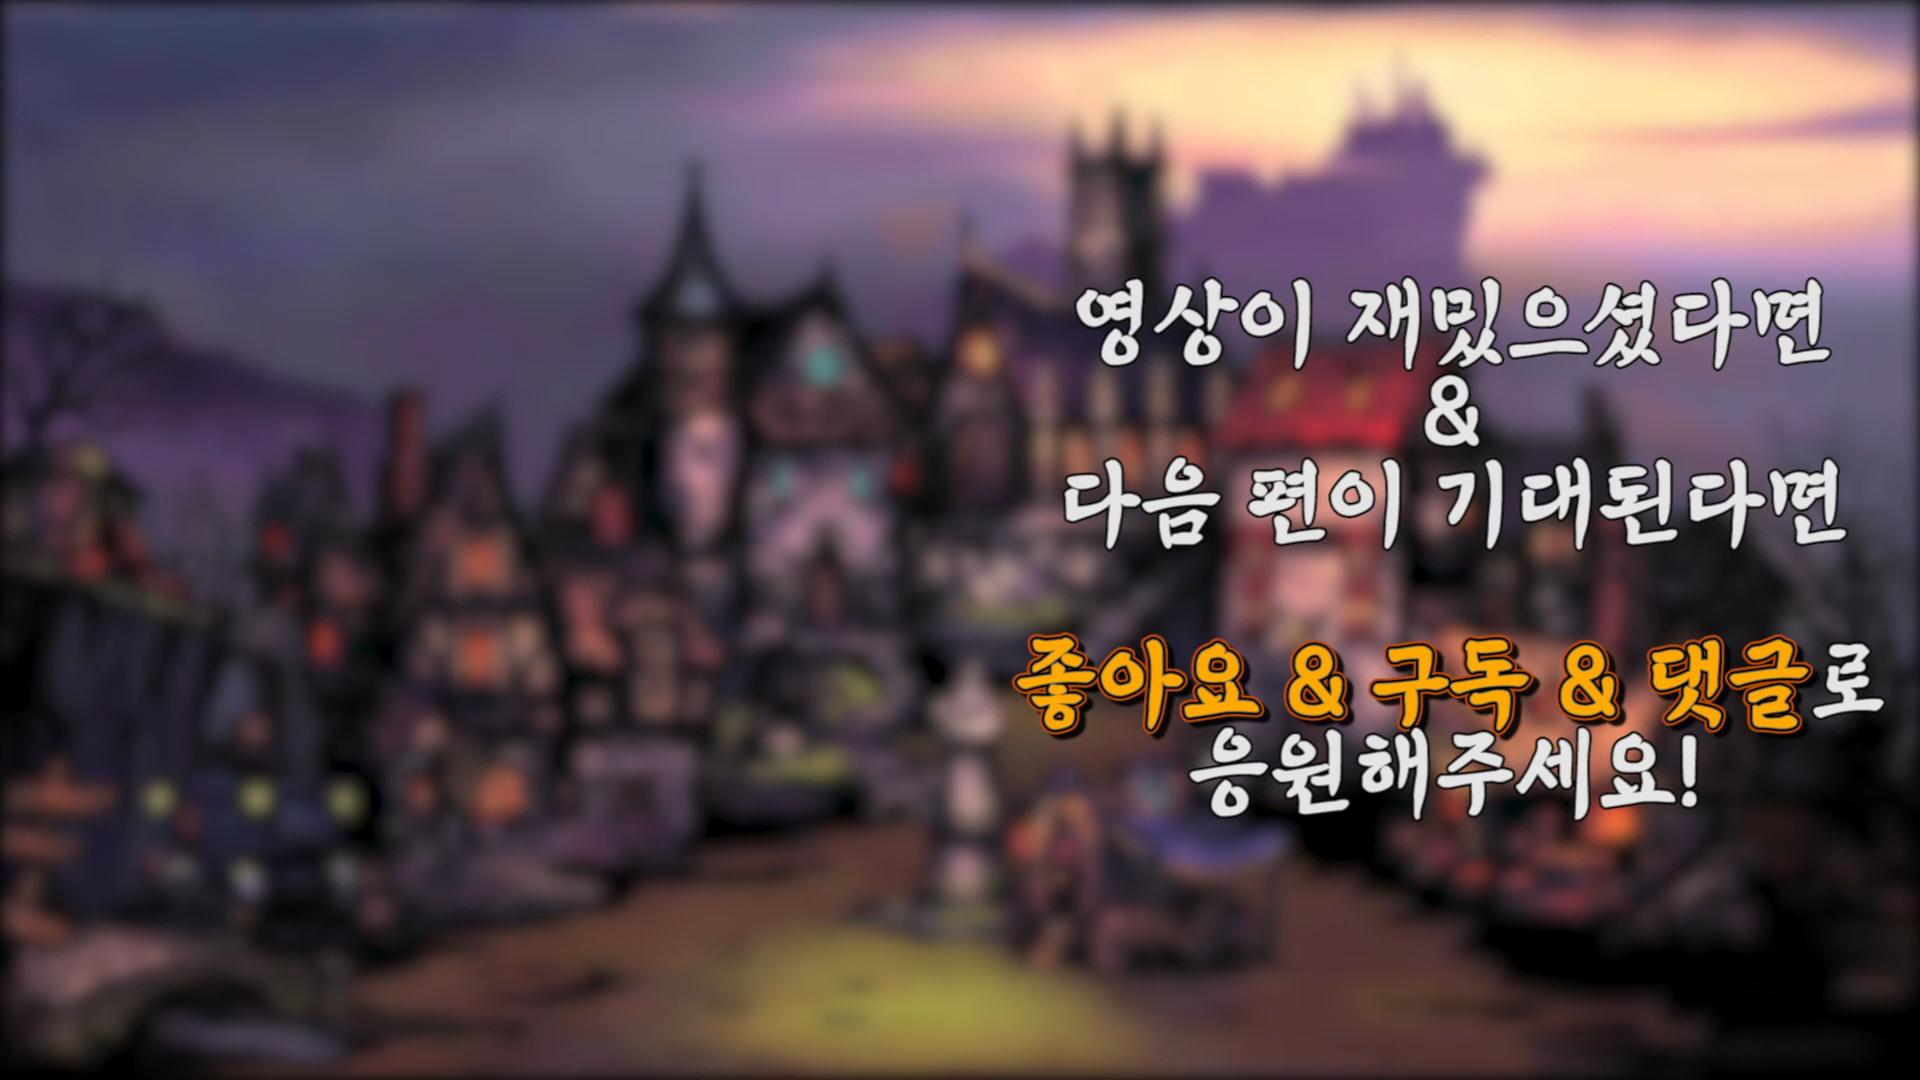 영상이 재밌으셨다면
&
다음 편이 기대된다면
좋아요 & 구독 & 댓글로
응원해주세요!